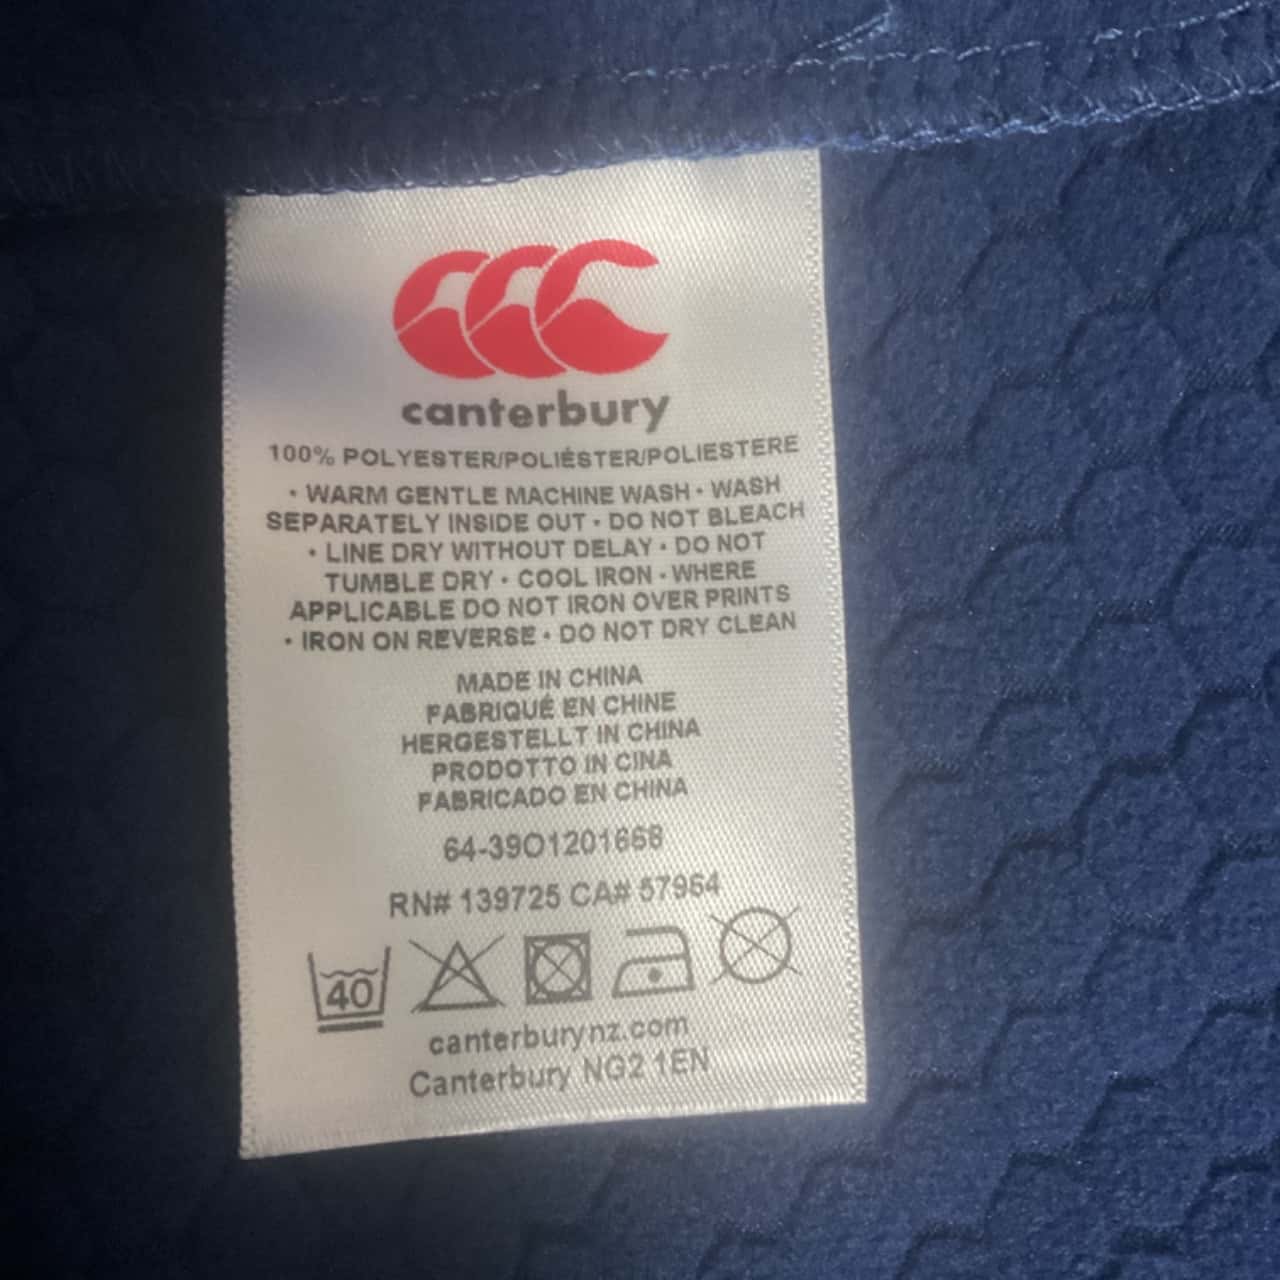 canterbury
100% POLYESTER/POLIÉSTER/POLIESTERE
• WARM GENTLE MACHINE WASH • WASH
SEPARATELY INSIDE OUT • DO NOT BLEACH
• LINE DRY WITHOUT DELAY • DO NOT
TUMBLE DRY • COOL IRON • WHERE
APPLICABLE DO NOT IRON OVER PRINTS
• IRON ON REVERSE • DO NOT DRY CLEAN
MADE IN CHINA
FABRIQUÉ EN CHINE
HERGESTELLT IN CHINA
PRODOTTO IN CINA
FABRICADO EN CHINA
64-39O1201668
RN# 139725 CA# 57964
40
canterburynz.com
Canterbury NG2 1EN